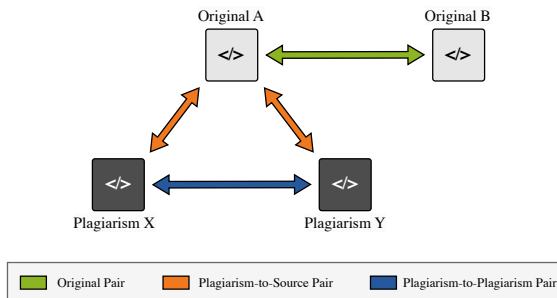 Original A
Original B
</>
</>
</>
</>
Plagiarism X
Plagiarism Y
Original Pair
Plagiarism-to-Source Pair
Plagiarism-to-Plagiarism Pair